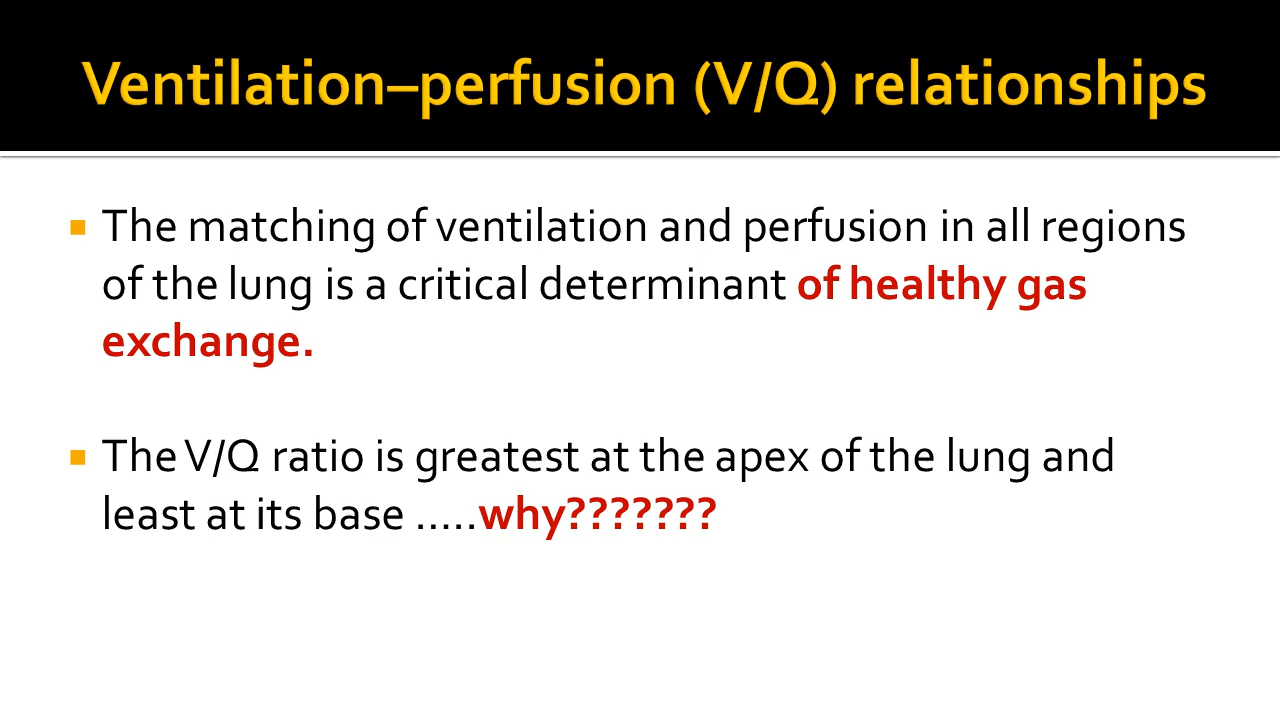 Ventilation–perfusion (V/Q) relationships
The matching of ventilation and perfusion in all regions
of the lung is a critical determinant of healthy gas
exchange.
The V/Q ratio is greatest at the apex of the lung and
least at its base .....why???????